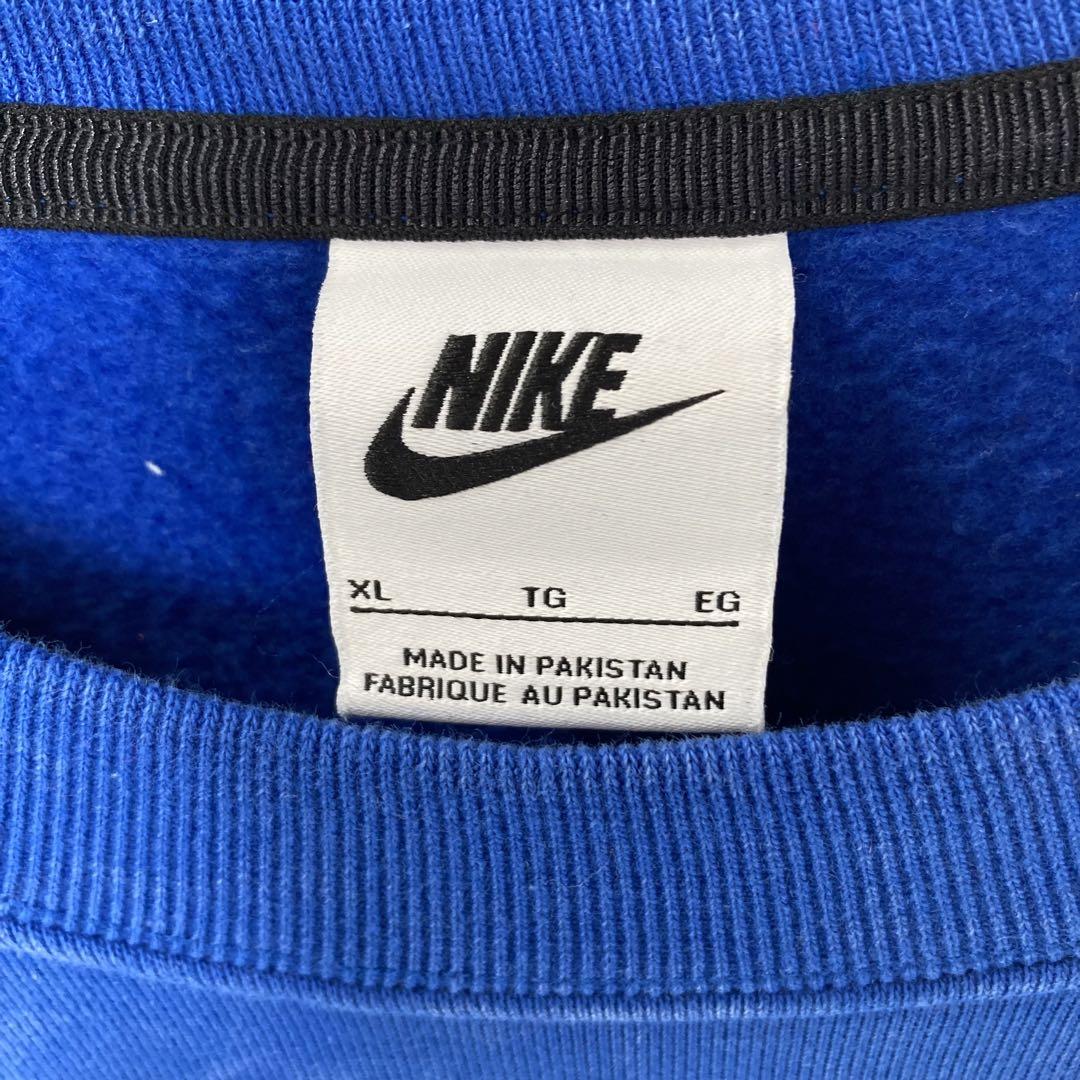 NIKE
XL TG EG
MADE IN PAKISTAN
FABRIQUE AU PAKISTAN